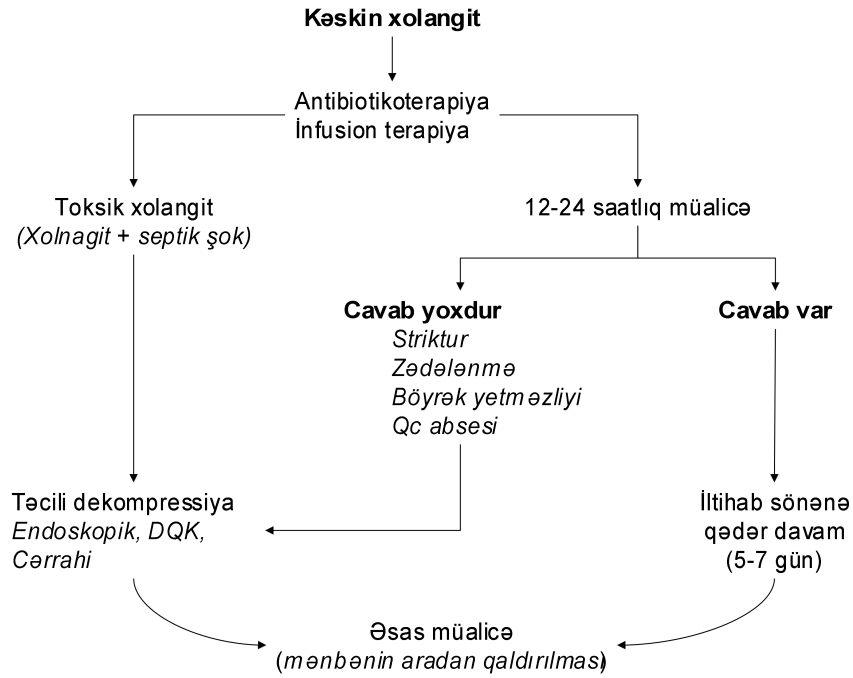 Kəskin xolangit
Antibiotikoterapiya
İnfusion terapiya
Toksik xolangit
(Xolnagit + septik şok)
12-24 saatlıq müalicə
Cavab yoxdur
Striktur
Zədələnmə
Böyrək yetməzliyi
Qc absesi
Cavab var
Təcili dekompressiya
Endoskopik, DQK,
Cərrahi
İltihab sönənə
qədər davam
(5-7 gün)
Əsas müalicə
(mənbənin aradan qaldırılması)